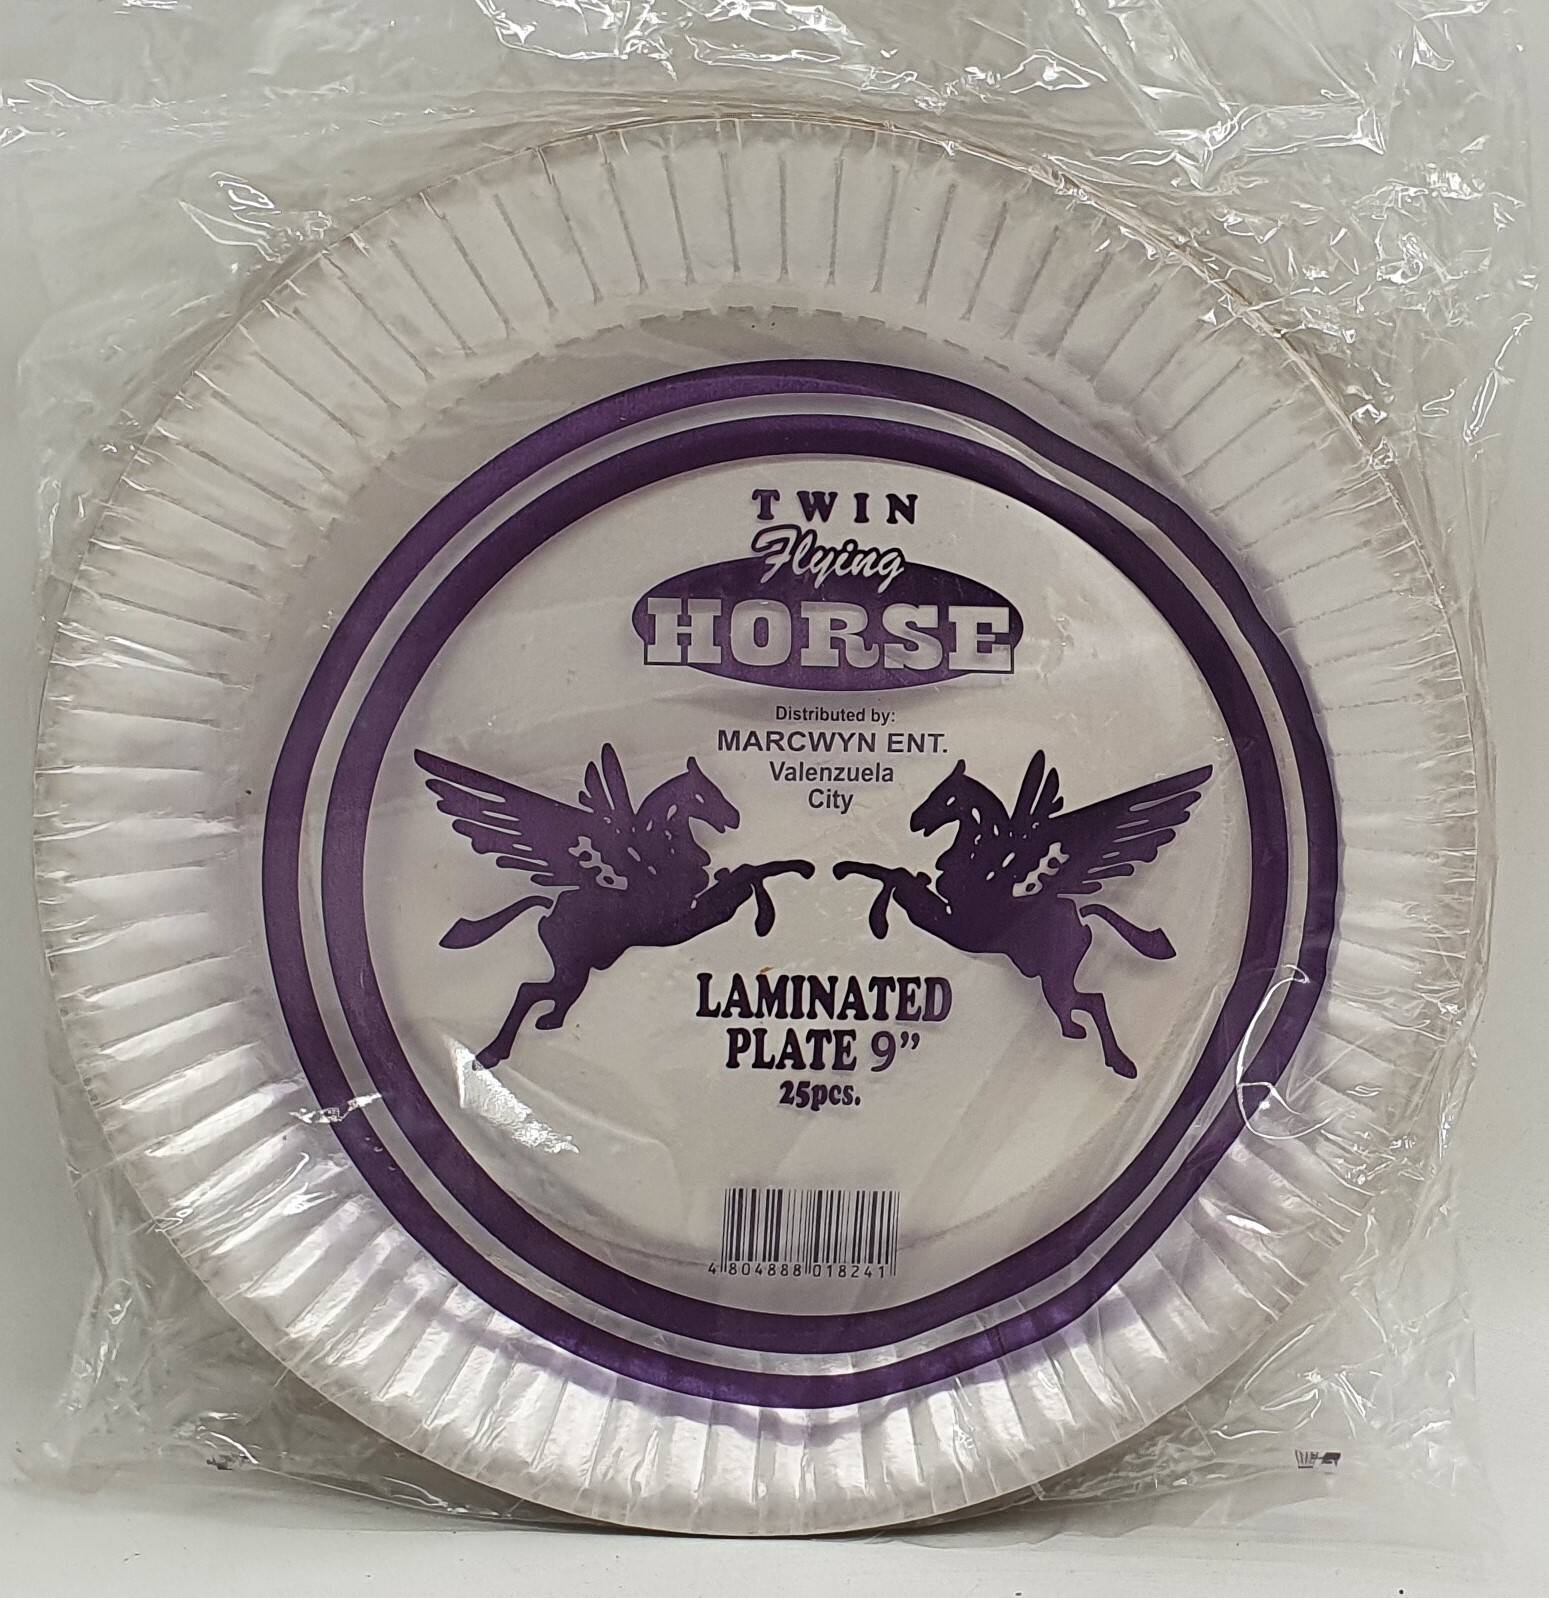 TWIN
Flying
HORSE
Distributed by:
MARCWYN ENT.
Valenzuela
City
LAMINATED
PLATE 9”
25pcs.
4 804888 018241